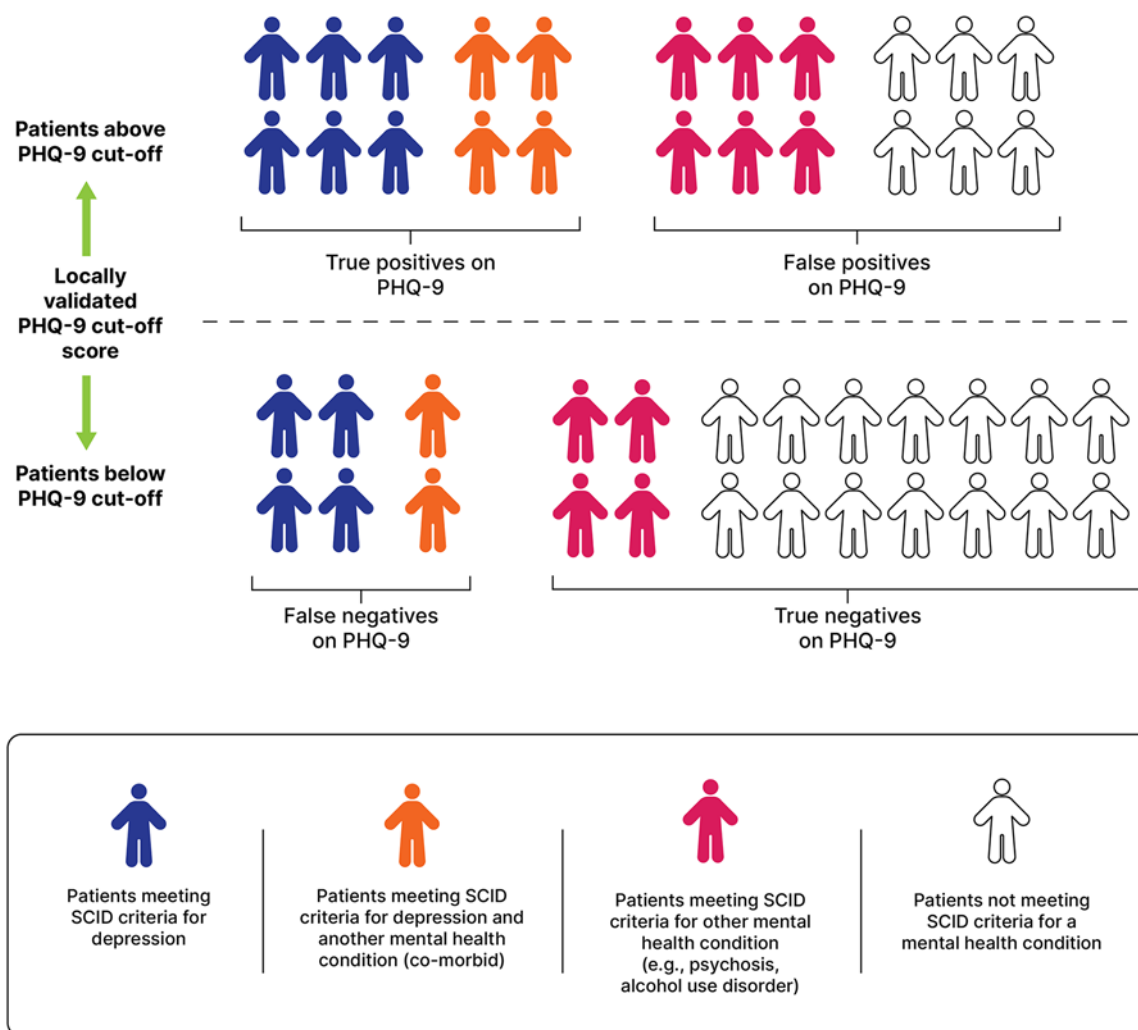 Patients above
PHQ-9 cut-off
True positives on
PHQ-9
False positives
on PHQ-9
Locally
validated
PHQ-9 cut-off
score
Patients below
PHQ-9 cut-off
False negatives
on PHQ-9
True negatives
on PHQ-9
Patients meeting
SCID criteria for
depression
Patients meeting SCID
criteria for depression and
another mental health
condition (co-morbid)
Patients meeting SCID
criteria for other mental
health condition
(e.g., psychosis,
alcohol use disorder)
Patients not meeting
SCID criteria for a
mental health condition